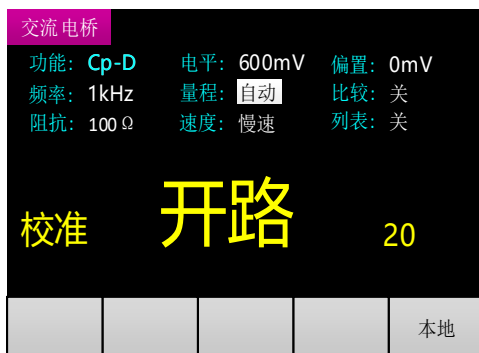 交流电桥
功能：Cp-D 电平：600mV 偏置：0mV
频率：1kHz 量程：自动 比较：关
阻抗：100Ω 速度：慢速 列表：关
校准 开路 20
本地